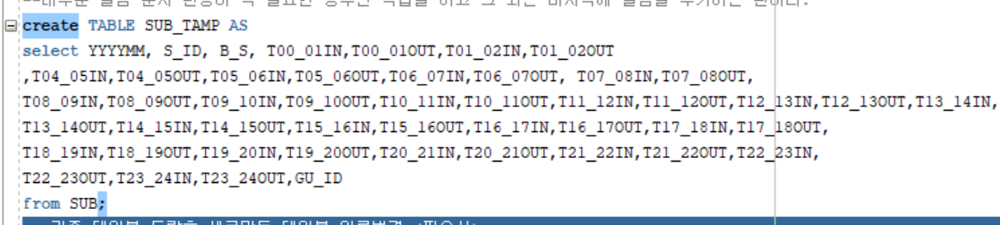 create TABLE SUB_TAMP AS
select YYYYMM, S_ID, B_S, T00_01IN,T00_01OUT,T01_02IN,T01_02OUT
,T04_05IN,T04_05OUT,T05_06IN,T05_06OUT,T06_07IN,T06_07OUT, T07_08IN,T07_08OUT,
T08_09IN,T08_09OUT,T09_10IN,T09_10OUT,T10_11IN,T10_11OUT,T11_12IN,T11_12OUT,T12_13IN,T12_13OUT,T13_14IN,
T13_14OUT,T14_15IN,T14_15OUT,T15_16IN,T15_16OUT,T16_17IN,T16_17OUT,T17_18IN,T17_18OUT,
T18_19IN,T18_19OUT,T19_20IN,T19_20OUT,T20_21IN,T20_21OUT,T21_22IN,T21_22OUT,T22_23IN,
T22_23OUT,T23_24IN,T23_24OUT,GU_ID
from SUB;